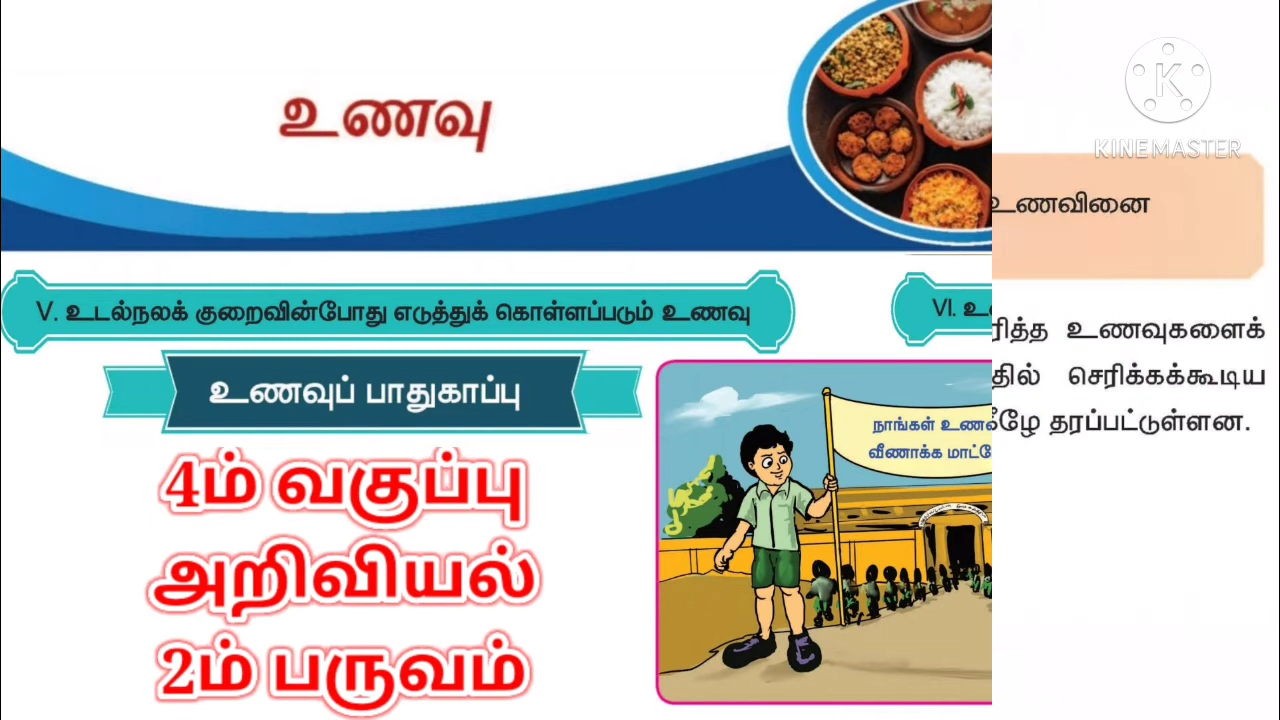 உணவு
KINEMASTER
உணவினை
V. உடல்நலக் குறைவின்போது எடுத்துக் கொள்ளப்படும் உணவு
VI.
ரித்த உணவுகளைக்
தில் செரிக்கக்கூடிய
தரப்பட்டுள்ளன.
உணவுப் பாதுகாப்பு
நாங்கள்
வீணாக்க
4ம் வகுப்பு
அறிவியல்
2ம் பருவம்